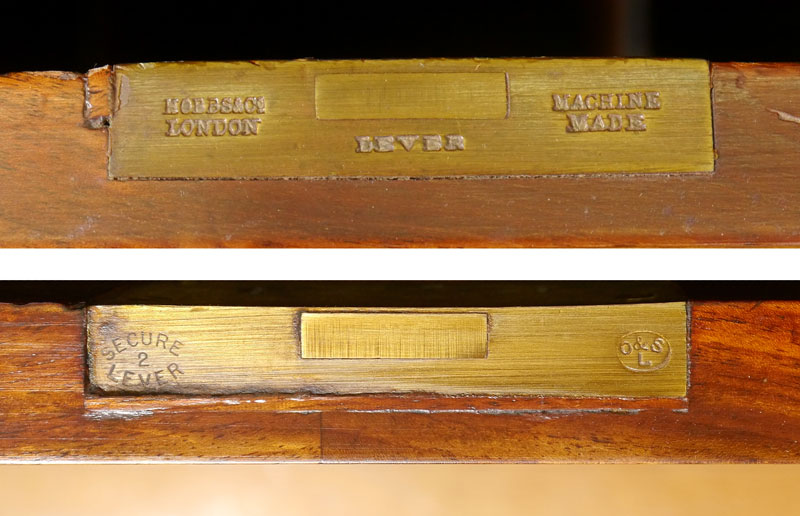 HOBBS&Co
LONDON
LEVER
MACHINE
MADE
SECURE
2
LEVER
O&S
L